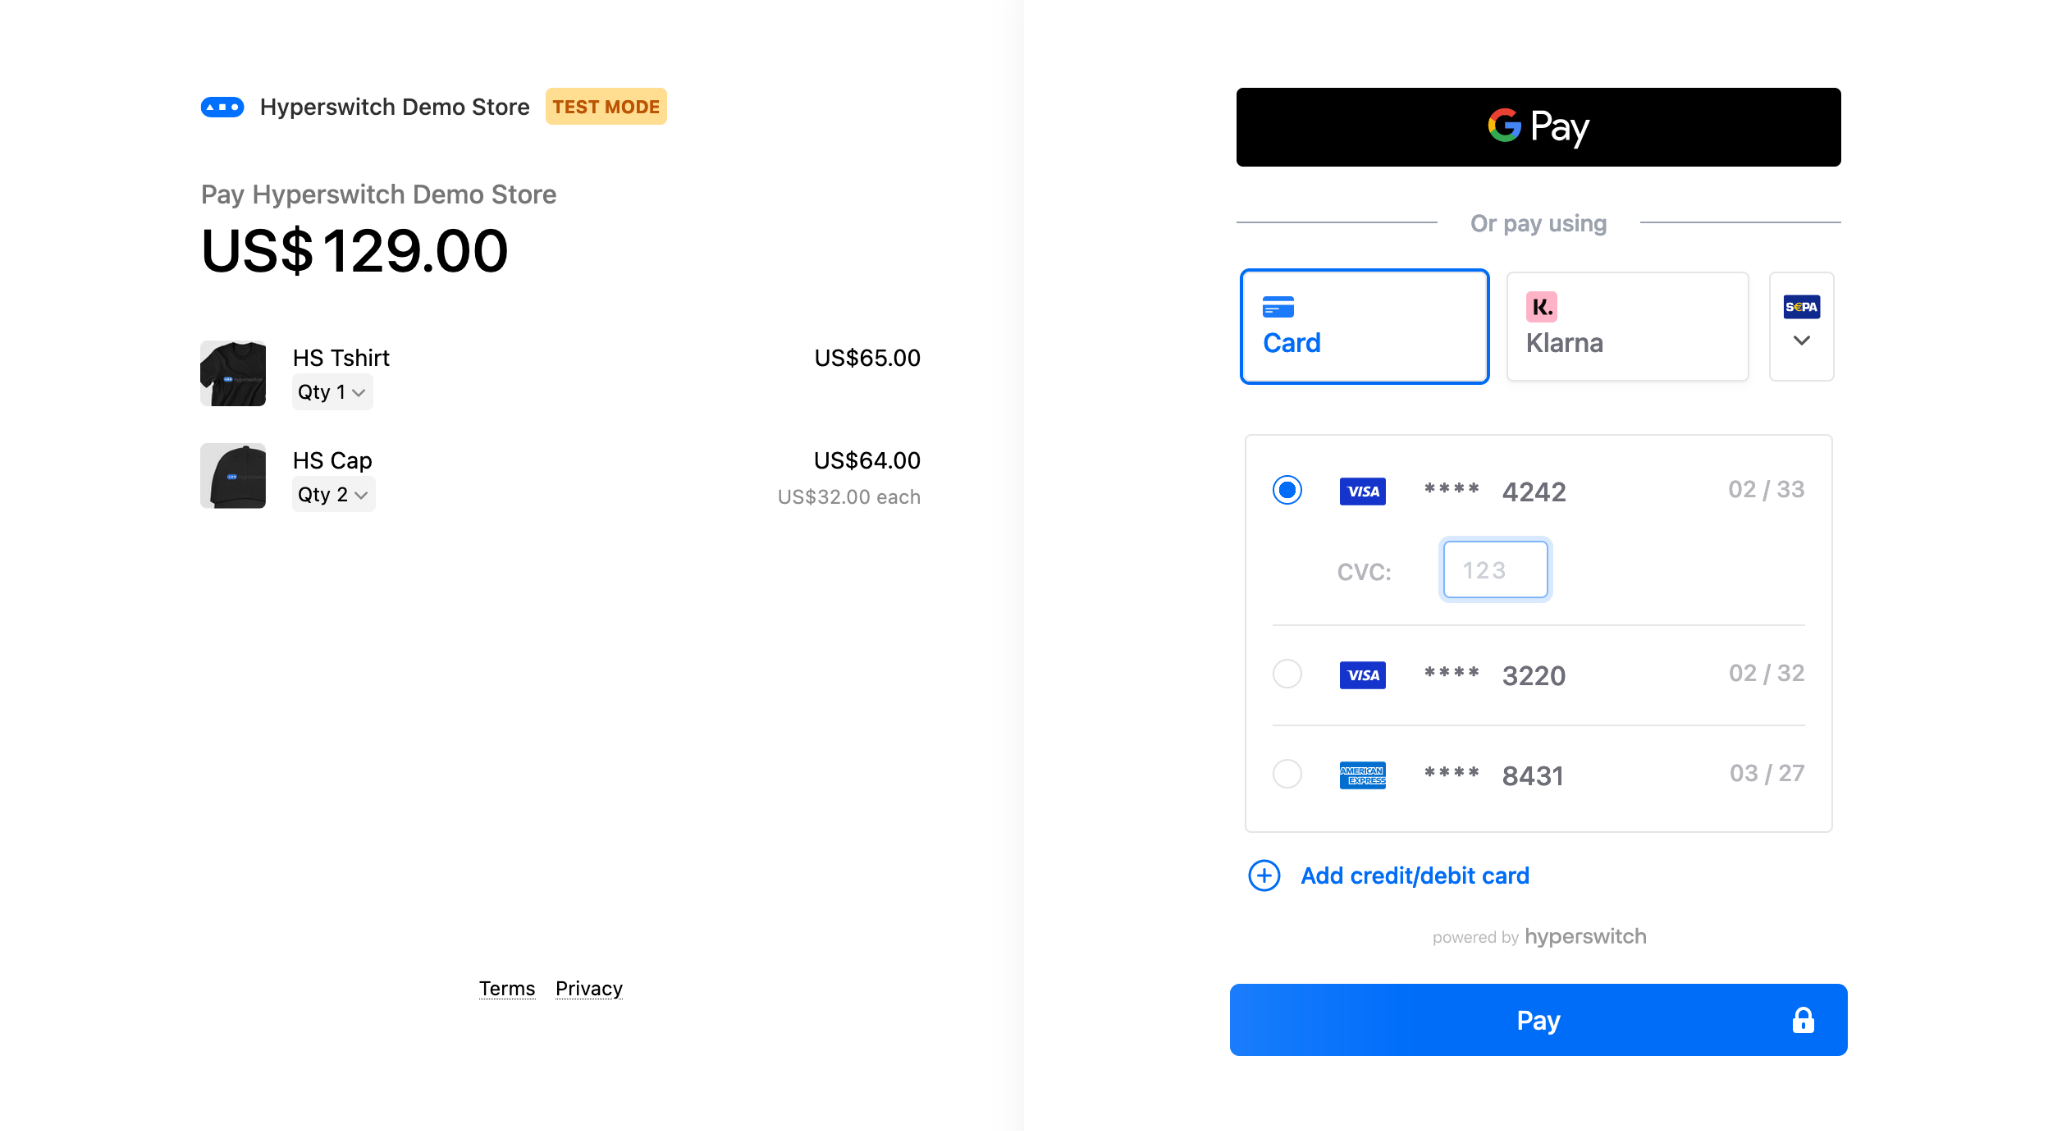 Hyperswitch Demo Store TEST MODE
Pay Hyperswitch Demo Store
US$129.00
HS Tshirt US$65.00
Qty 1
HS Cap US$64.00
Qty 2 US$32.00 each
Terms Privacy
G Pay
Or pay using
Card
K.
Klarna
S€PA
VISA **** 4242 02 / 33
CVC: 123
VISA **** 3220 02 / 32
AMERICAN EXPRESS **** 8431 03 / 27
Add credit/debit card
powered by hyperswitch
Pay